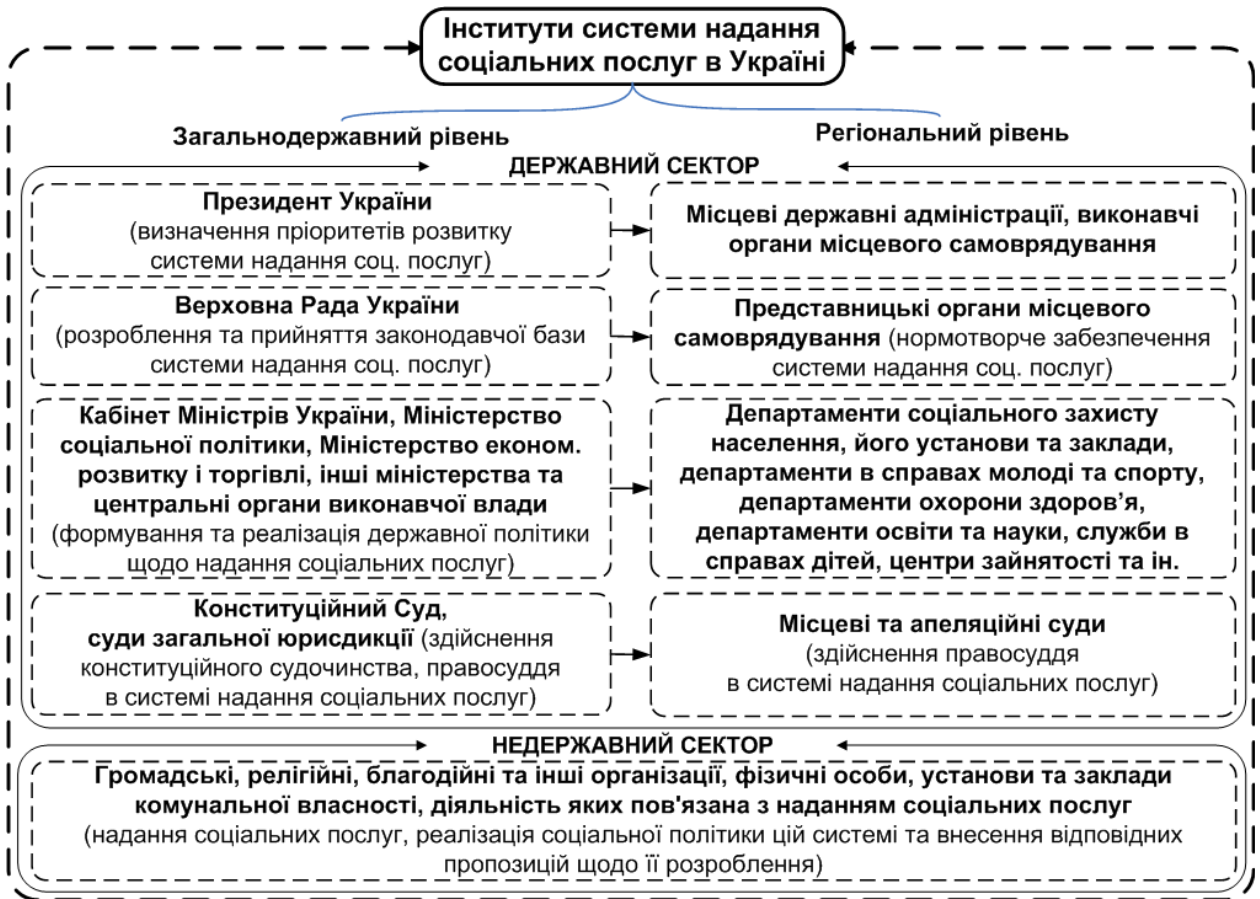 Інститути системи надання
соціальних послуг в Україні
Загальнодержавний рівень
Регіональний рівень
ДЕРЖАВНИЙ СЕКТОР
Президент України
(визначення пріоритетів розвитку
системи надання соц. послуг)
Місцеві державні адміністрації, виконавчі
органи місцевого самоврядування
Верховна Рада України
(розроблення та прийняття законодавчої бази
системи надання соц. послуг)
Представницькі органи місцевого
самоврядування (нормотворче забезпечення
системи надання соц. послуг)
Кабінет Міністрів України, Міністерство
соціальної політики, Міністерство економ.
розвитку і торгівлі, інші міністерства та
центральні органи виконавчої влади
(формування та реалізація державної політики
щодо надання соціальних послуг)
Департаменти соціального захисту
населення, його установи та заклади,
департаменти в справах молоді та спорту,
департаменти охорони здоров’я,
департаменти освіти та науки, служби в
справах дітей, центри зайнятості та ін.
Конституційний Суд,
суди загальної юрисдикції (здійснення
конституційного судочинства, правосуддя
в системі надання соціальних послуг)
Місцеві та апеляційні суди
(здійснення правосуддя
в системі надання соціальних послуг)
НЕДЕРЖАВНИЙ СЕКТОР
Громадські, релігійні, благодійні та інші організації, фізичні особи, установи та заклади
комунальної власності, діяльність яких пов'язана з наданням соціальних послуг
(надання соціальних послуг, реалізація соціальної політики цій системі та внесення відповідних
пропозицій щодо її розроблення)